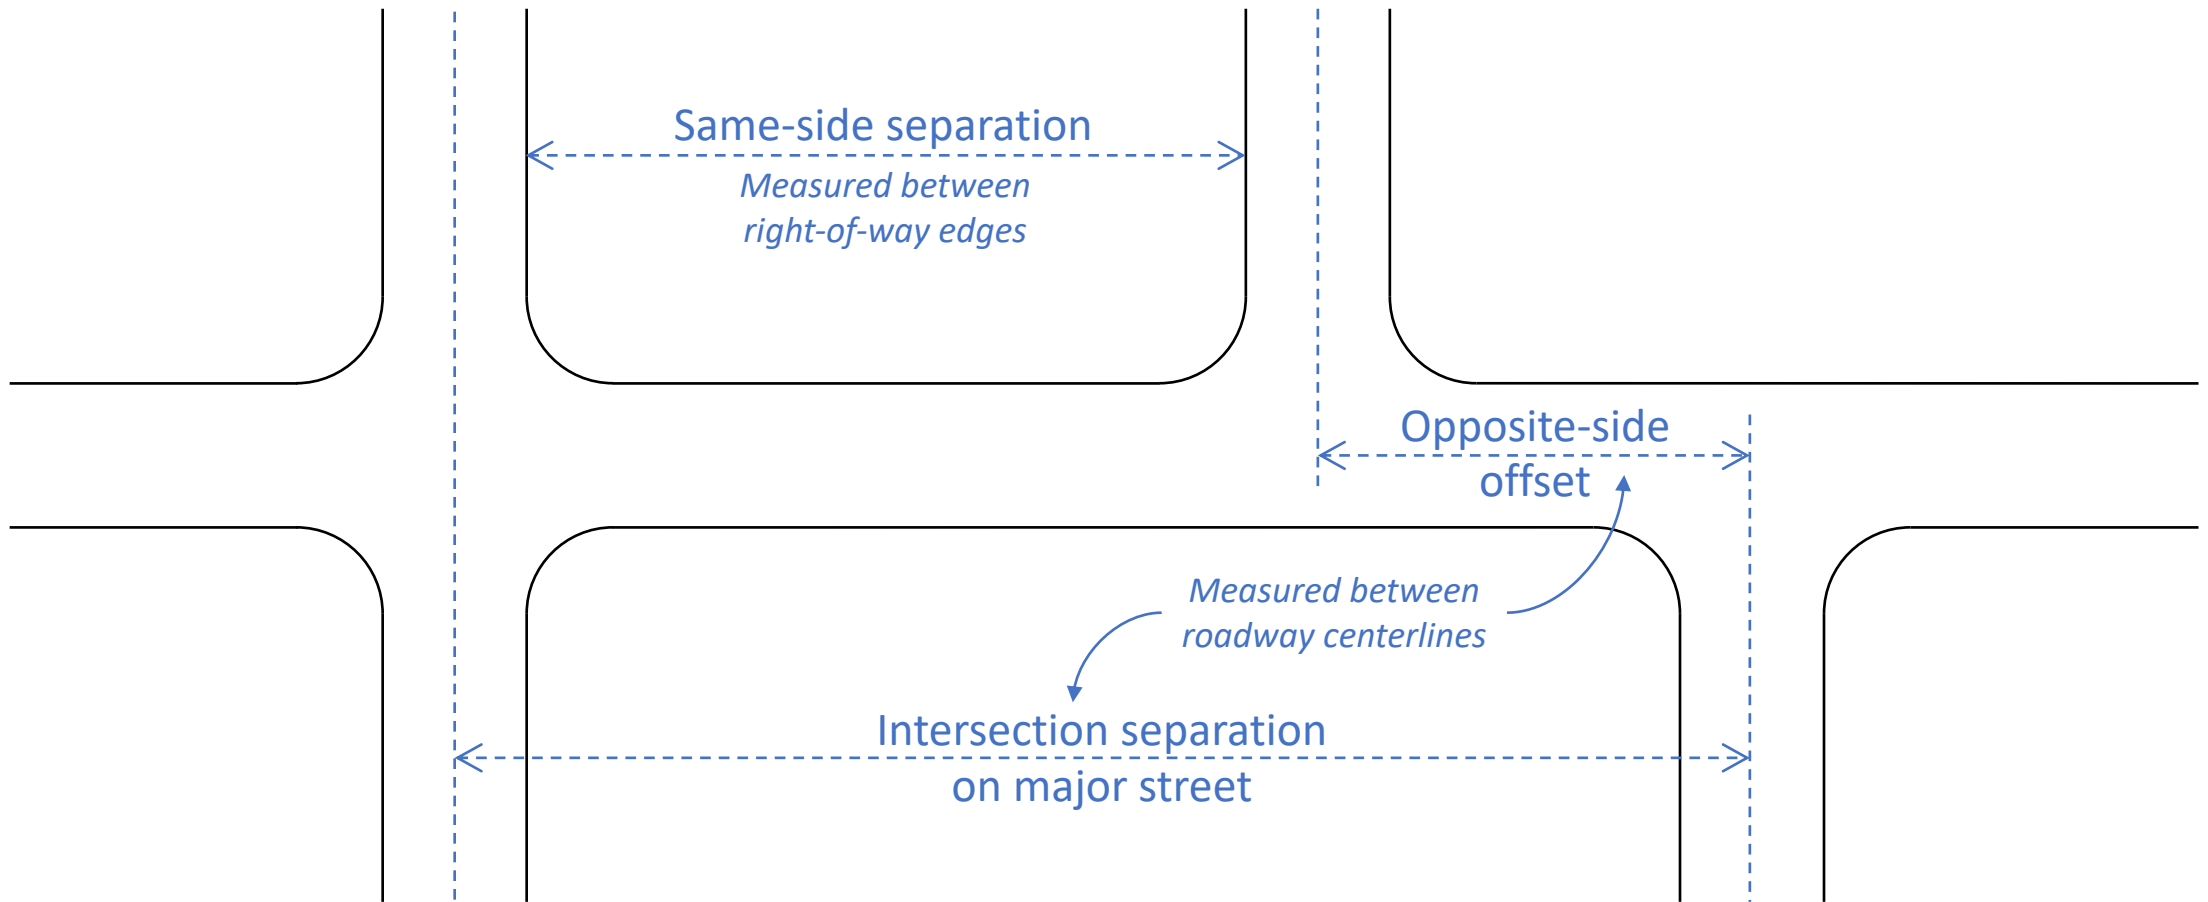 Same-side separation
Measured between
right-of-way edges
Opposite-side
offset
Measured between
roadway centerlines
Intersection separation
on major street